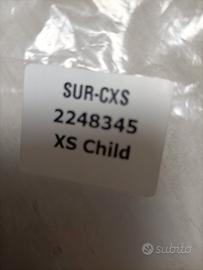 SUR-CXS
2248345
XS Child
subito